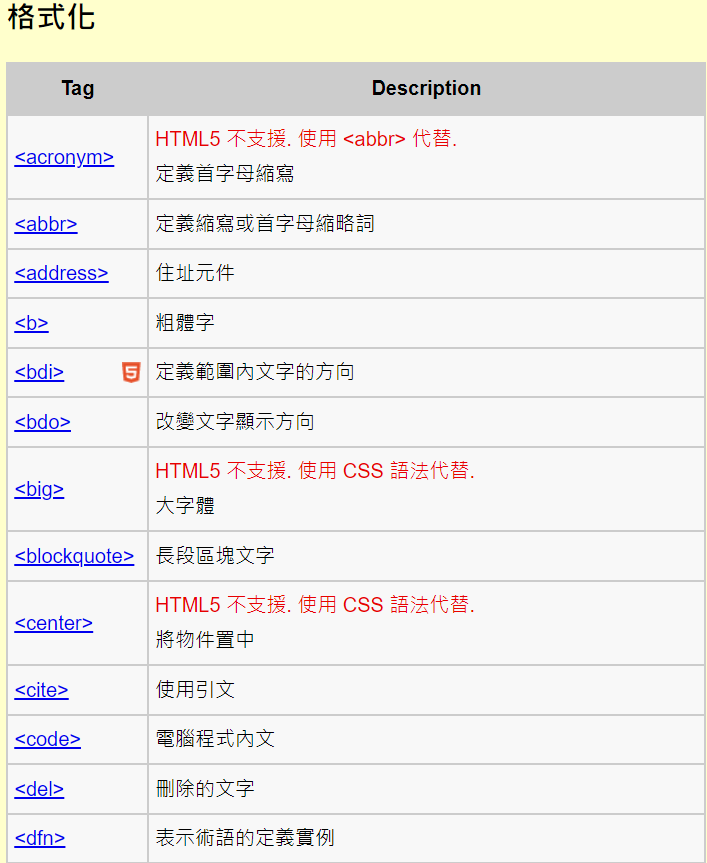 格式化
Tag Description
<acronym> HTML5 不支援. 使用 <abbr> 代替.
定義首字母縮寫
<abbr> 定義縮寫或首字母縮略詞
<address> 住址元件
<b> 粗體字
<bdi> 5 定義範圍內文字的方向
<bdo> 改變文字顯示方向
<big> HTML5 不支援. 使用 CSS 語法代替.
大字體
<blockquote> 長段區塊文字
<center> HTML5 不支援. 使用 CSS 語法代替.
將物件置中
<cite> 使用引文
<code> 電腦程式內文
<del> 刪除的文字
<dfn> 表示術語的定義實例